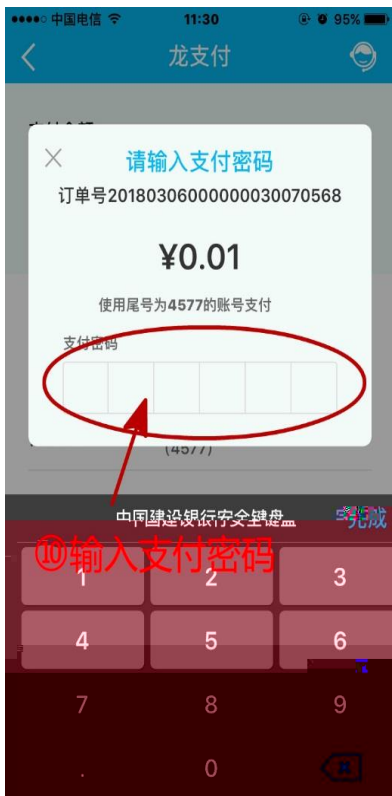 中国电信 11:30 95%
龙支付
请输入支付密码
订单号20180306000000030070568
¥0.01
使用尾号为4577的账号支付
支付密码
(4577)
中国建设银行安全键盘 完成
⑩输入支付密码
1 2 3
4 5 6
7 8 9
. 0